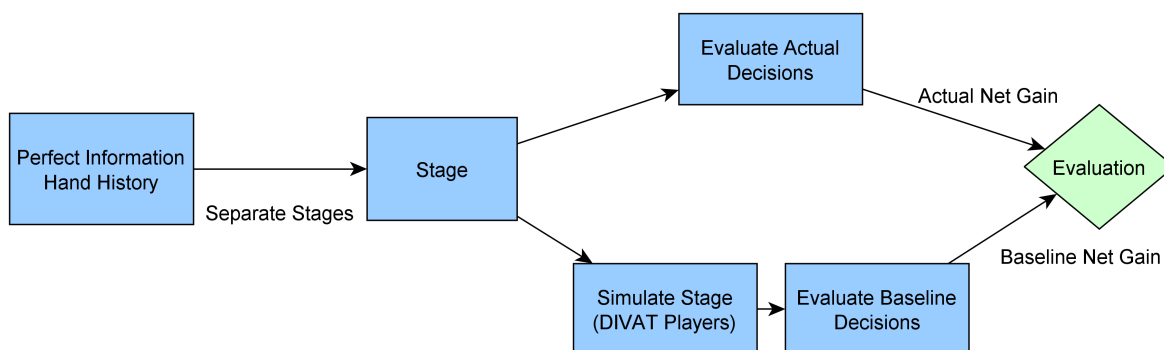 Perfect Information
Hand History
Separate Stages
Stage
Evaluate Actual
Decisions
Actual Net Gain
Simulate Stage
(DIVAT Players)
Evaluate Baseline
Decisions
Baseline Net Gain
Evaluation